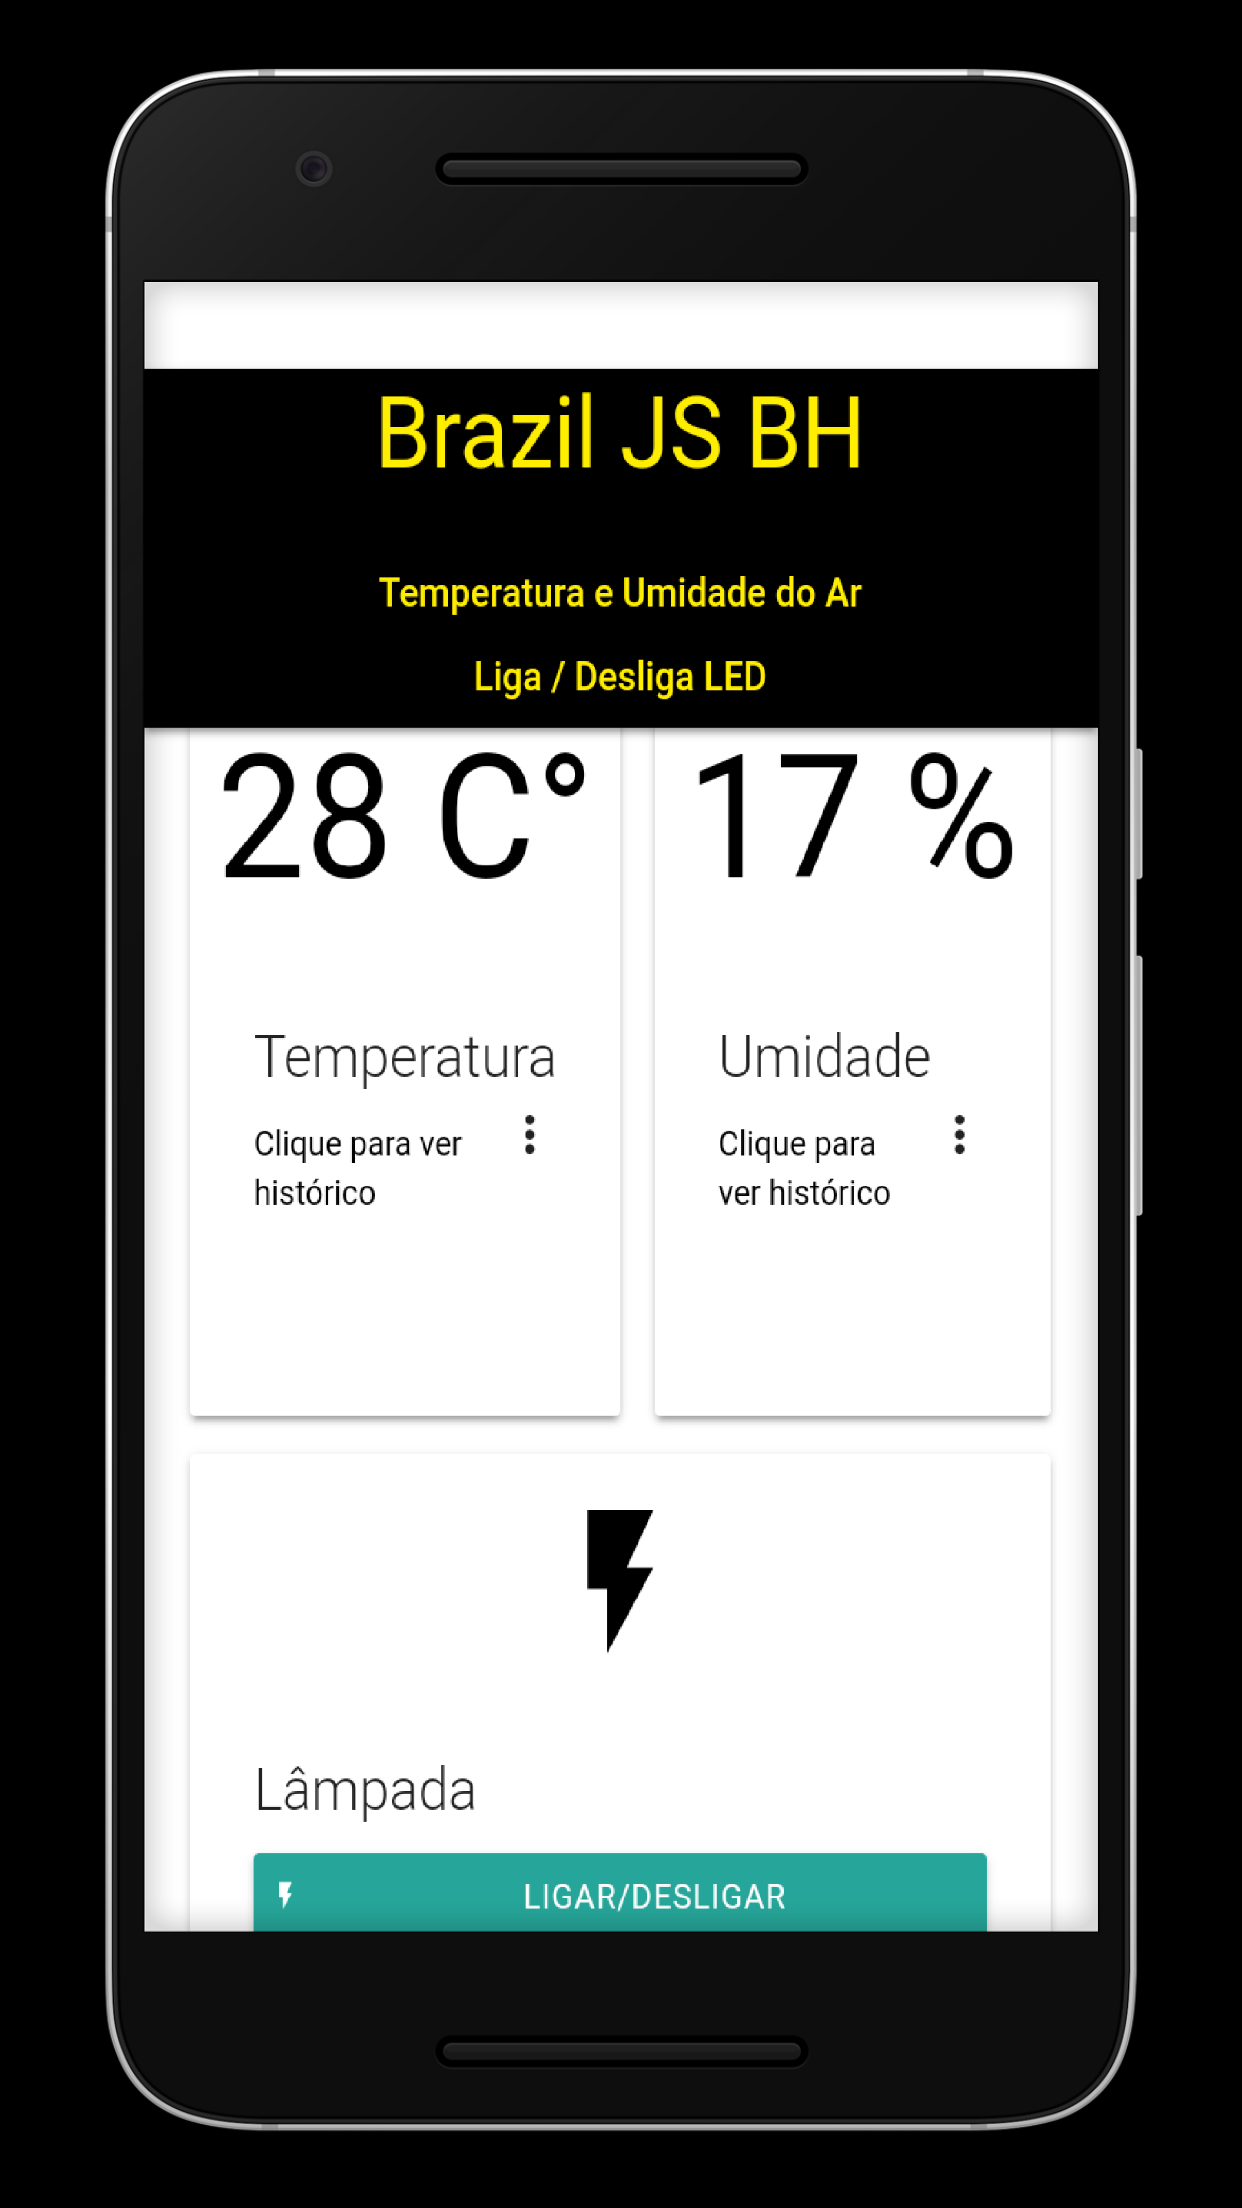 Brazil JS BH
Temperatura e Umidade do Ar
Liga / Desliga LED
28 C°
17 %
Temperatura
Clique para ver
histórico
Umidade
Clique para
ver histórico
Lâmpada
LIGAR/DESLIGAR